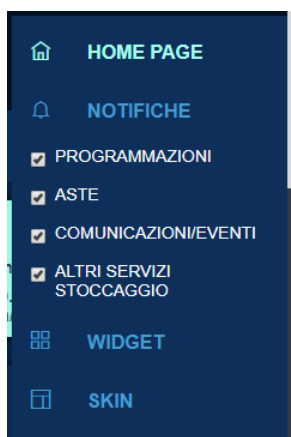 HOME PAGE
NOTIFICHE
PROGRAMMAZIONI
ASTE
COMUNICAZIONI/EVENTI
ALTRI SERVIZI
STOCCAGGIO
WIDGET
SKIN